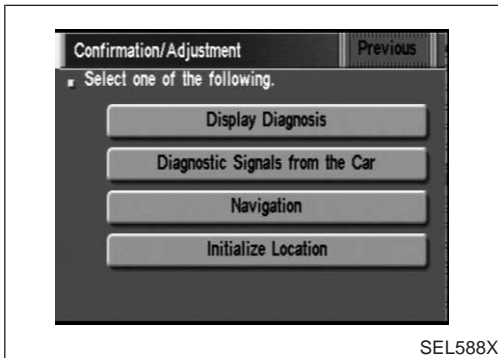 Confirmation/Adjustment Previous
Select one of the following.
Display Diagnosis
Diagnostic Signals from the Car
Navigation
Initialize Location
SEL588X